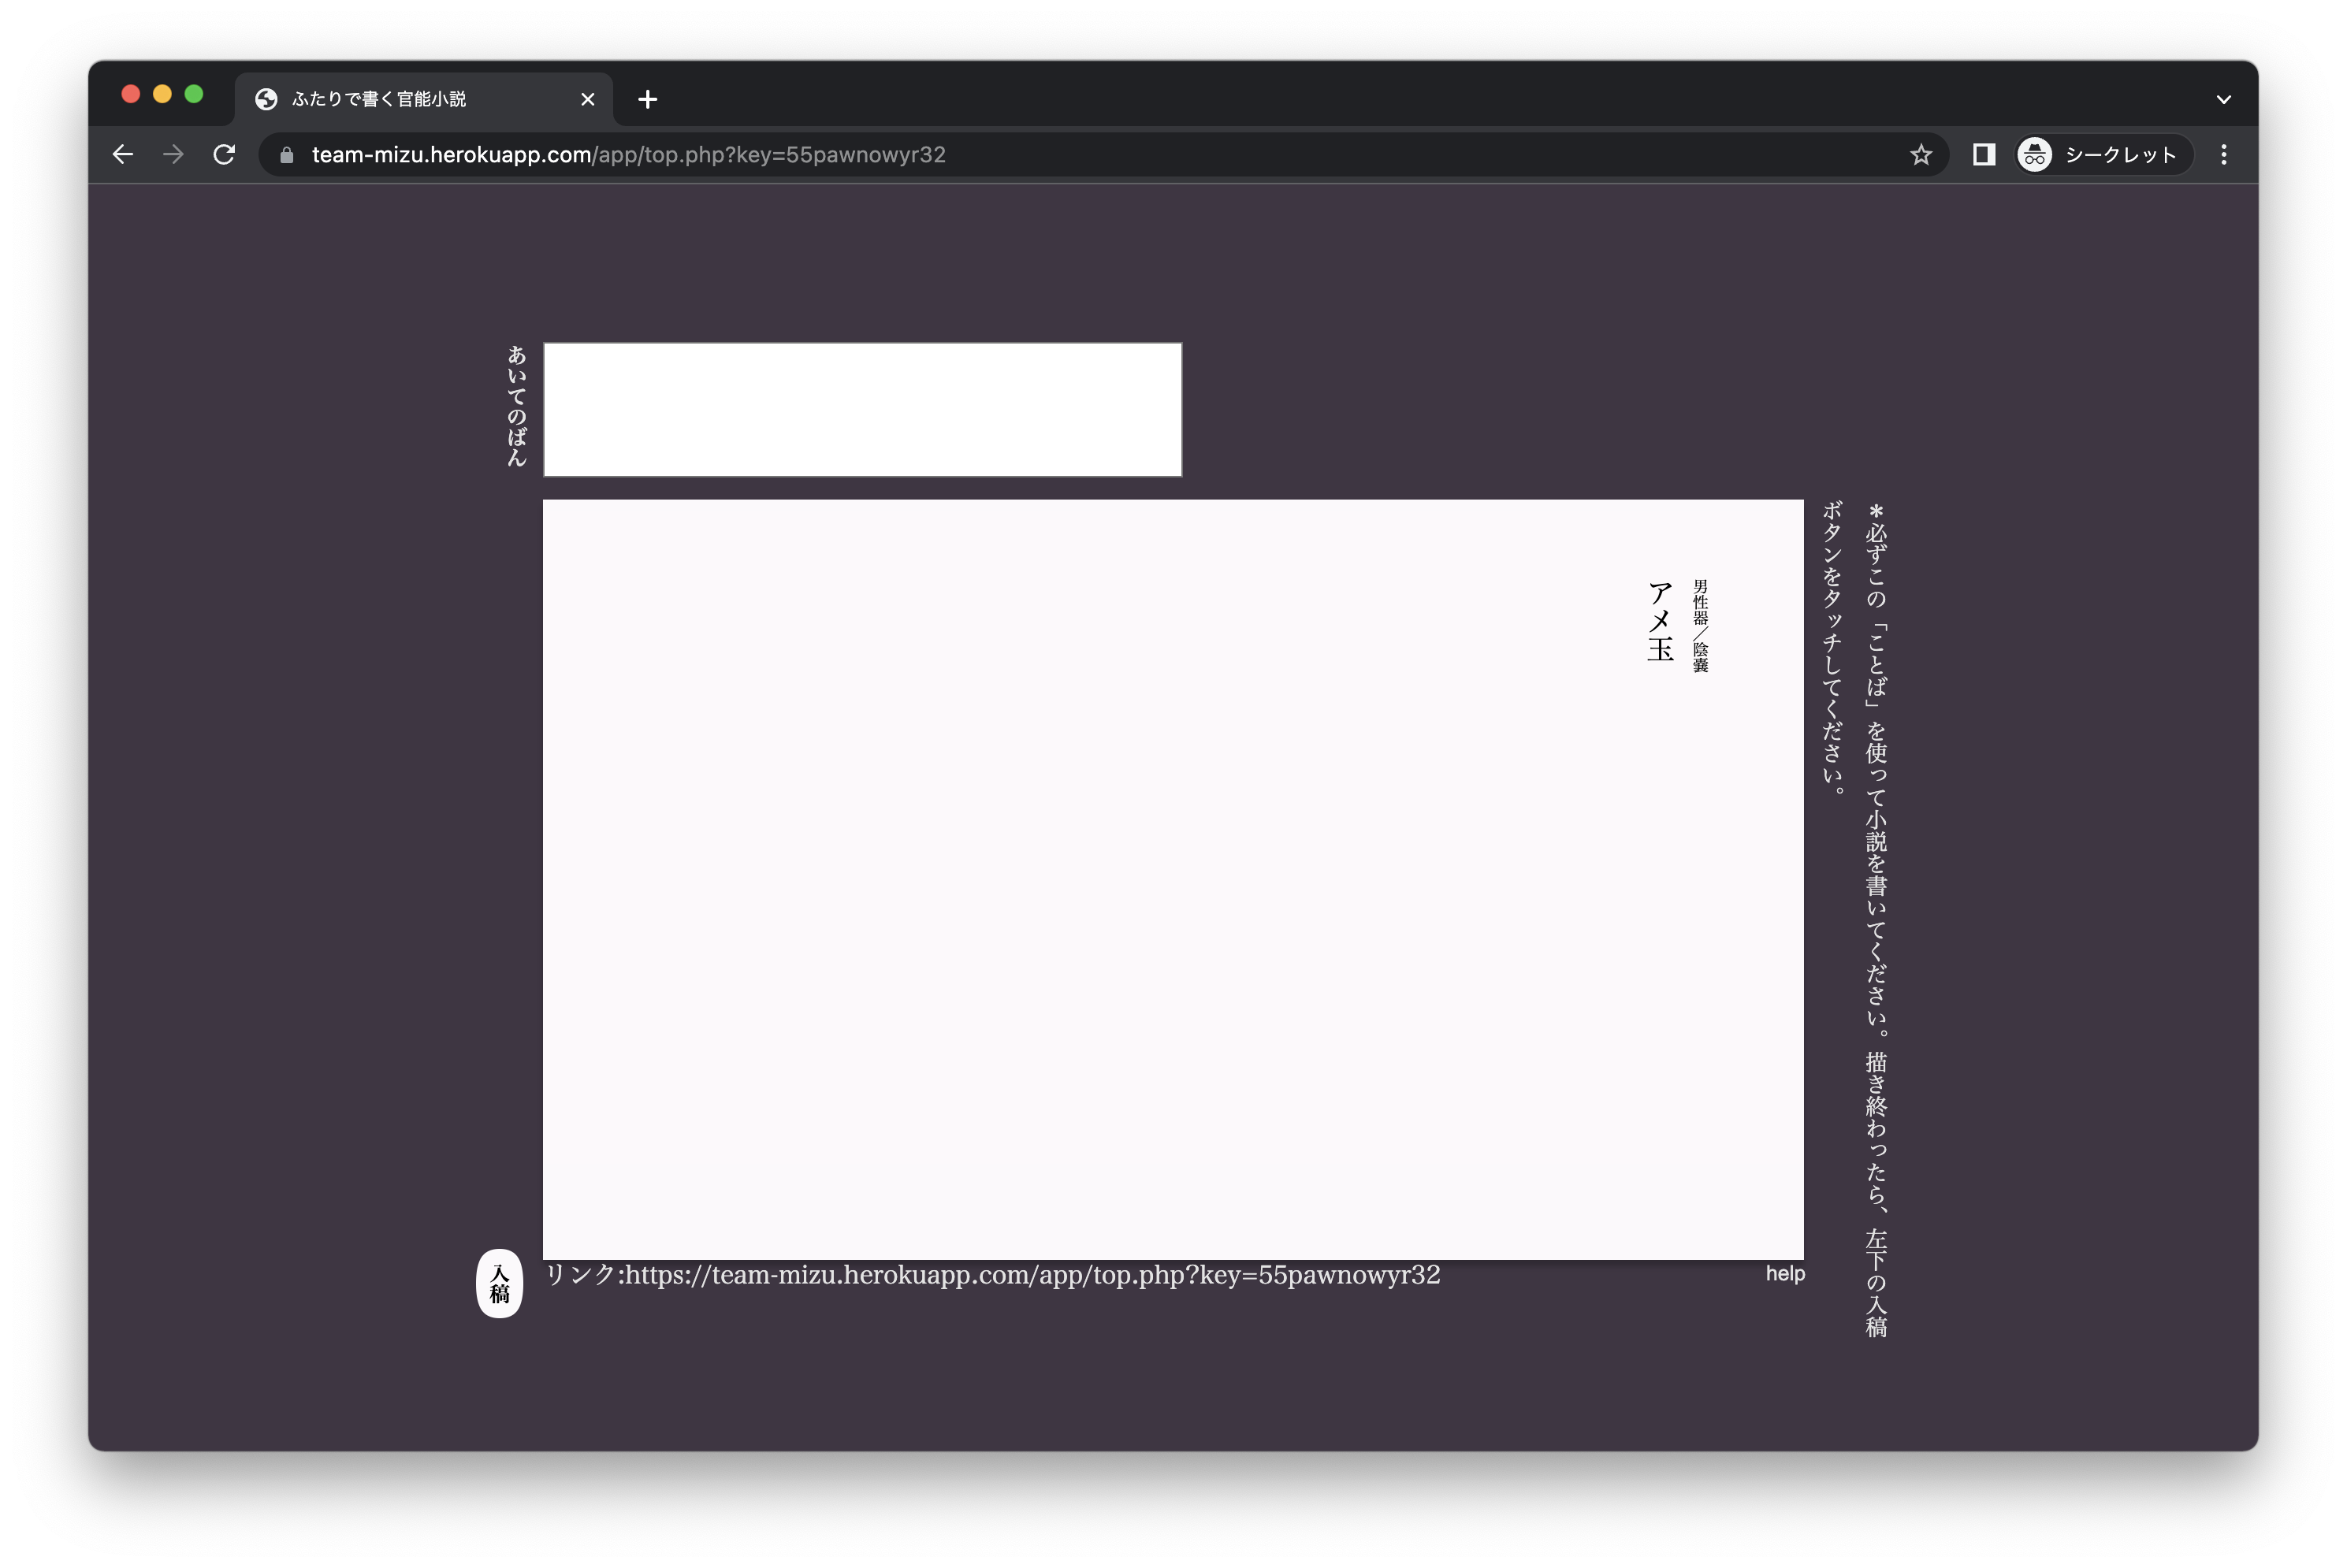 ふたりで書く官能小説
team-mizu.herokuapp.com/app/top.php?key=55pawnowyr32
シークレット
あいてのばん
＊必ずこの「ことば」を使って小説を書いてください。描き終わったら、左下の入稿
ボタンをタッチしてください。
男性器／陰嚢
アメ玉
入稿
リンク:https://team-mizu.herokuapp.com/app/top.php?key=55pawnowyr32
help